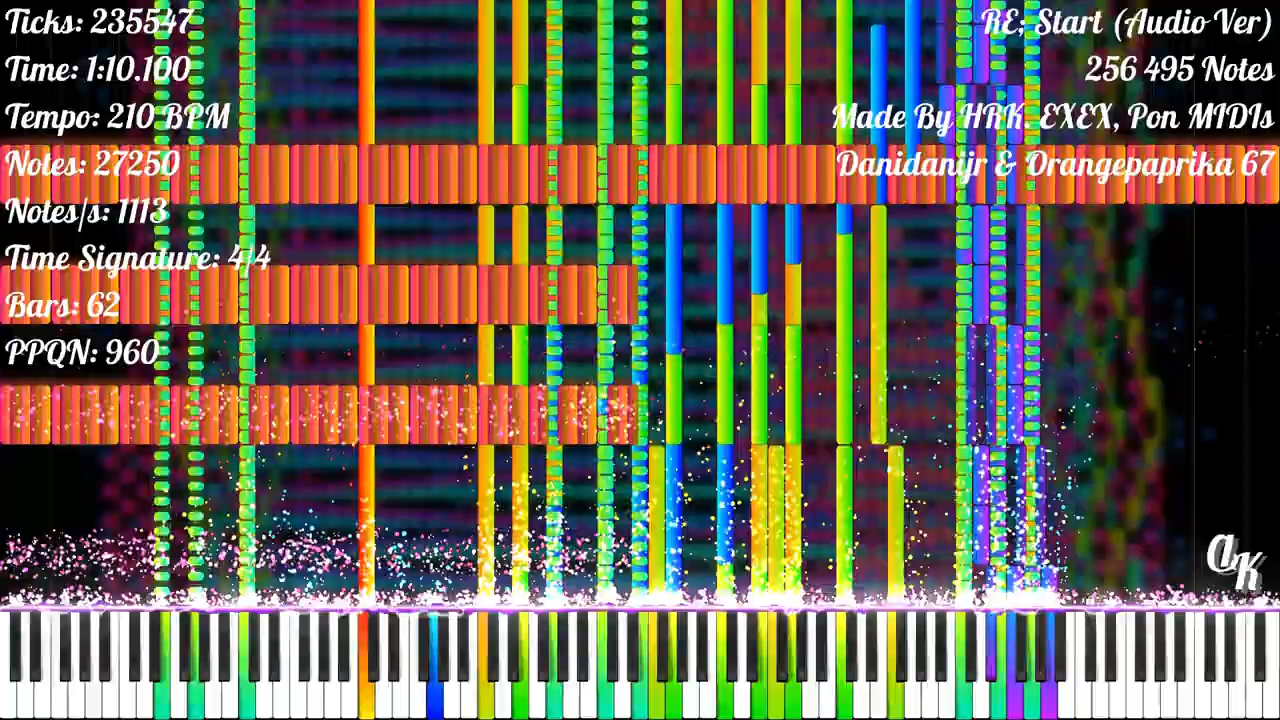 Ticks: 235547
Time: 1:10.100
Tempo: 210 BPM
Notes: 27250
Notes/s: 1113
Time Signature: 4/4
Bars: 62
PPQN: 960
RE; Start (Audio Ver)
256 495 Notes
Made By HRK. EXEX, Pon MIDIs
Danidanijr & Orangepaprika 67
AK